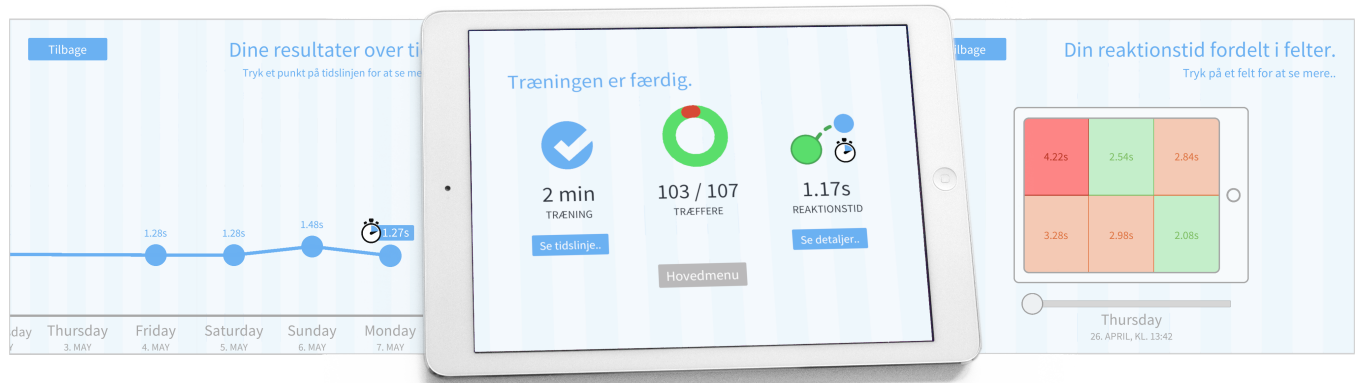 Tilbage
Dine resultater over
Tryk et punkt på tidslinjen for at se
1.28s
1.28s
1.48s
1.27s
Thursday
Friday
Saturday
Sunday
Monday
3. MAY
4. MAY
5. MAY
6. MAY
7. MAY
Træningen er færdig.
2 min
TRÆNING
Se tidslinje..
103 / 107
TRÆFFERE
1.17s
REAKTIONSTID
Se detaljer..
Hovedmenu
ilbage
Din reaktionstid fordelt i felter.
Tryk på et felt for at se mere..
4.22s
2.54s
2.84s
3.28s
2.98s
2.08s
Thursday
26. APRIL, KL. 13:42